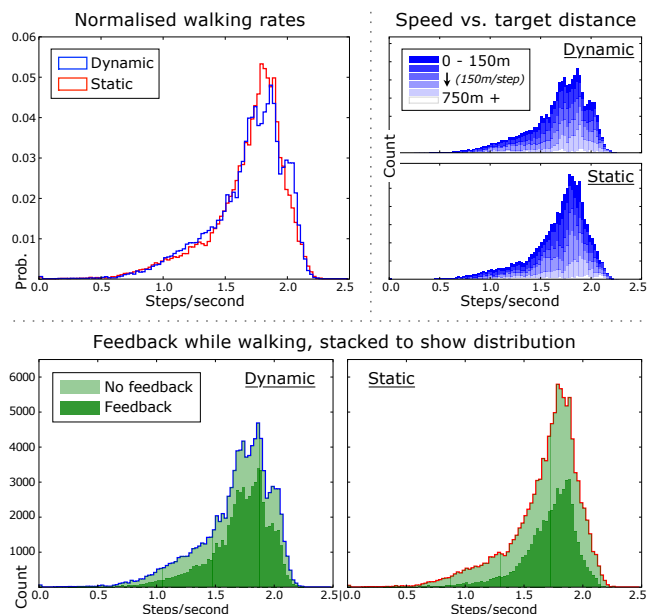 Normalised walking rates
0.06
0.05
0.04
0.03
0.02
0.01
Prob.
Dynamic
Static
0.0 0.5 1.0 1.5 2.0 2.5
Steps/second
Speed vs. target distance
Dynamic
0 - 150m
(150m/step)
750m +
Count
Static
0.0 0.5 1.0 1.5 2.0 2.5
Steps/second
Feedback while walking, stacked to show distribution
6000
5000
4000
3000
2000
1000
Count
No feedback
Feedback
Dynamic
0.0 0.5 1.0 1.5 2.0 2.5
Steps/second
Static
0.0 0.5 1.0 1.5 2.0 2.5
Steps/second